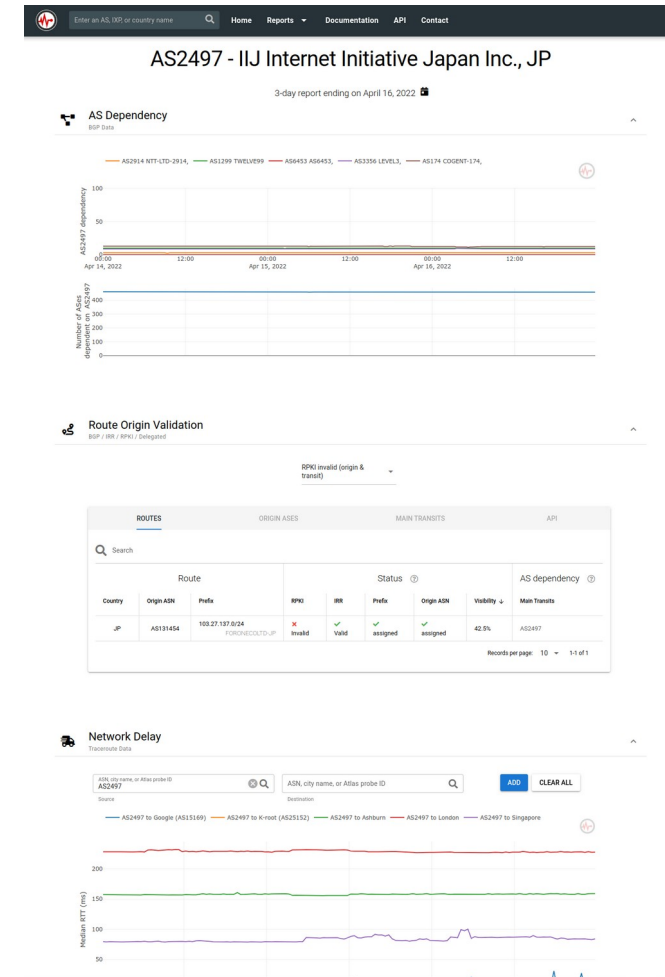 Enter an AS, IXP, or country name Home Reports Documentation API Contact
AS2497 - IIJ Internet Initiative Japan Inc., JP
3-day report ending on April 16, 2022
AS Dependency
BGP Data
AS2914 NTT-LTD-2914, AS1299 TWELVE99 AS6453 AS6453, AS3356 LEVEL3, AS174 COGENT-174,
AS2497 dependency
100
50
0
00:00 12:00 00:00 12:00 00:00 12:00
Apr 14, 2022 Apr 15, 2022 Apr 16, 2022
Number of ASes
dependent on AS2497
400
300
200
100
0
Route Origin Validation
BGP / IRR / RPKI / Delegated
RPKI invalid (origin &
transit)
ROUTES ORIGIN ASES MAIN TRANSITS API
Search
Route Status AS dependency
Country Origin ASN Prefix RPKI IRR Prefix Origin ASN Visibility ↓ Main Transits
JP AS131454 103.27.137.0/24 Invalid Valid assigned assigned 42.5% AS2497
FORONECOLTD-JP
Records per page: 10 1-1 of 1
Network Delay
Traceroute Data
ASN, city name, or Atlas probe ID
AS2497 ASN, city name, or Atlas probe ID ADD CLEAR ALL
Source Destination
AS2497 to Google (AS15169) AS2497 to K-root (AS25152) AS2497 to Ashburn AS2497 to London AS2497 to Singapore
Median RTT (ms)
200
150
100
50